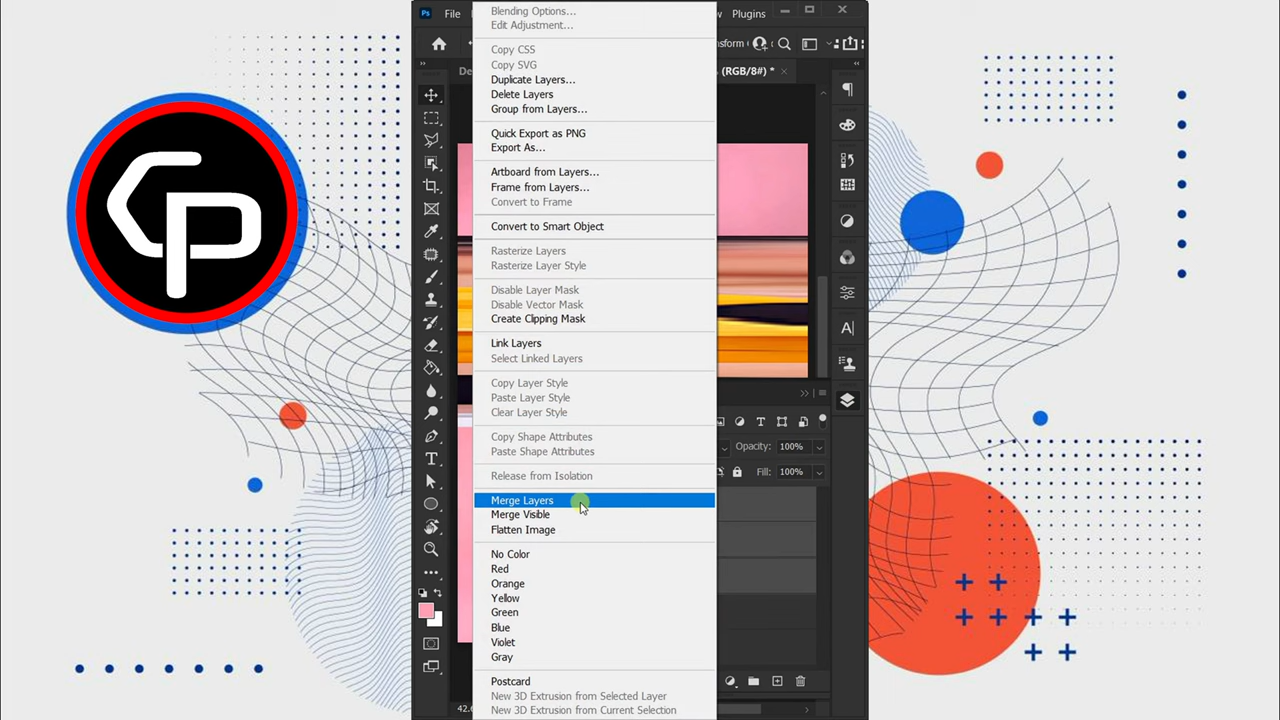 CP
Ps
File
w
Plugins
ansform C
De
(RGB/8#) *
Blending Options...
Edit Adjustment...
Copy CSS
Copy SVG
Duplicate Layers...
Delete Layers
Group from Layers...
Quick Export as PNG
Export As...
Artboard from Layers...
Frame from Layers...
Convert to Frame
Convert to Smart Object
Rasterize Layers
Rasterize Layer Style
Disable Layer Mask
Disable Vector Mask
Create Clipping Mask
Link Layers
Select Linked Layers
Copy Layer Style
Paste Layer Style
Clear Layer Style
Copy Shape Attributes
Paste Shape Attributes
Release from Isolation
Merge Layers
Merge Visible
Flatten Image
No Color
Red
Orange
Yellow
Green
Blue
Violet
Gray
Postcard
New 3D Extrusion from Selected Layer
New 3D Extrusion from Current Selection
Opacity: 100%
Fill: 100%
42.